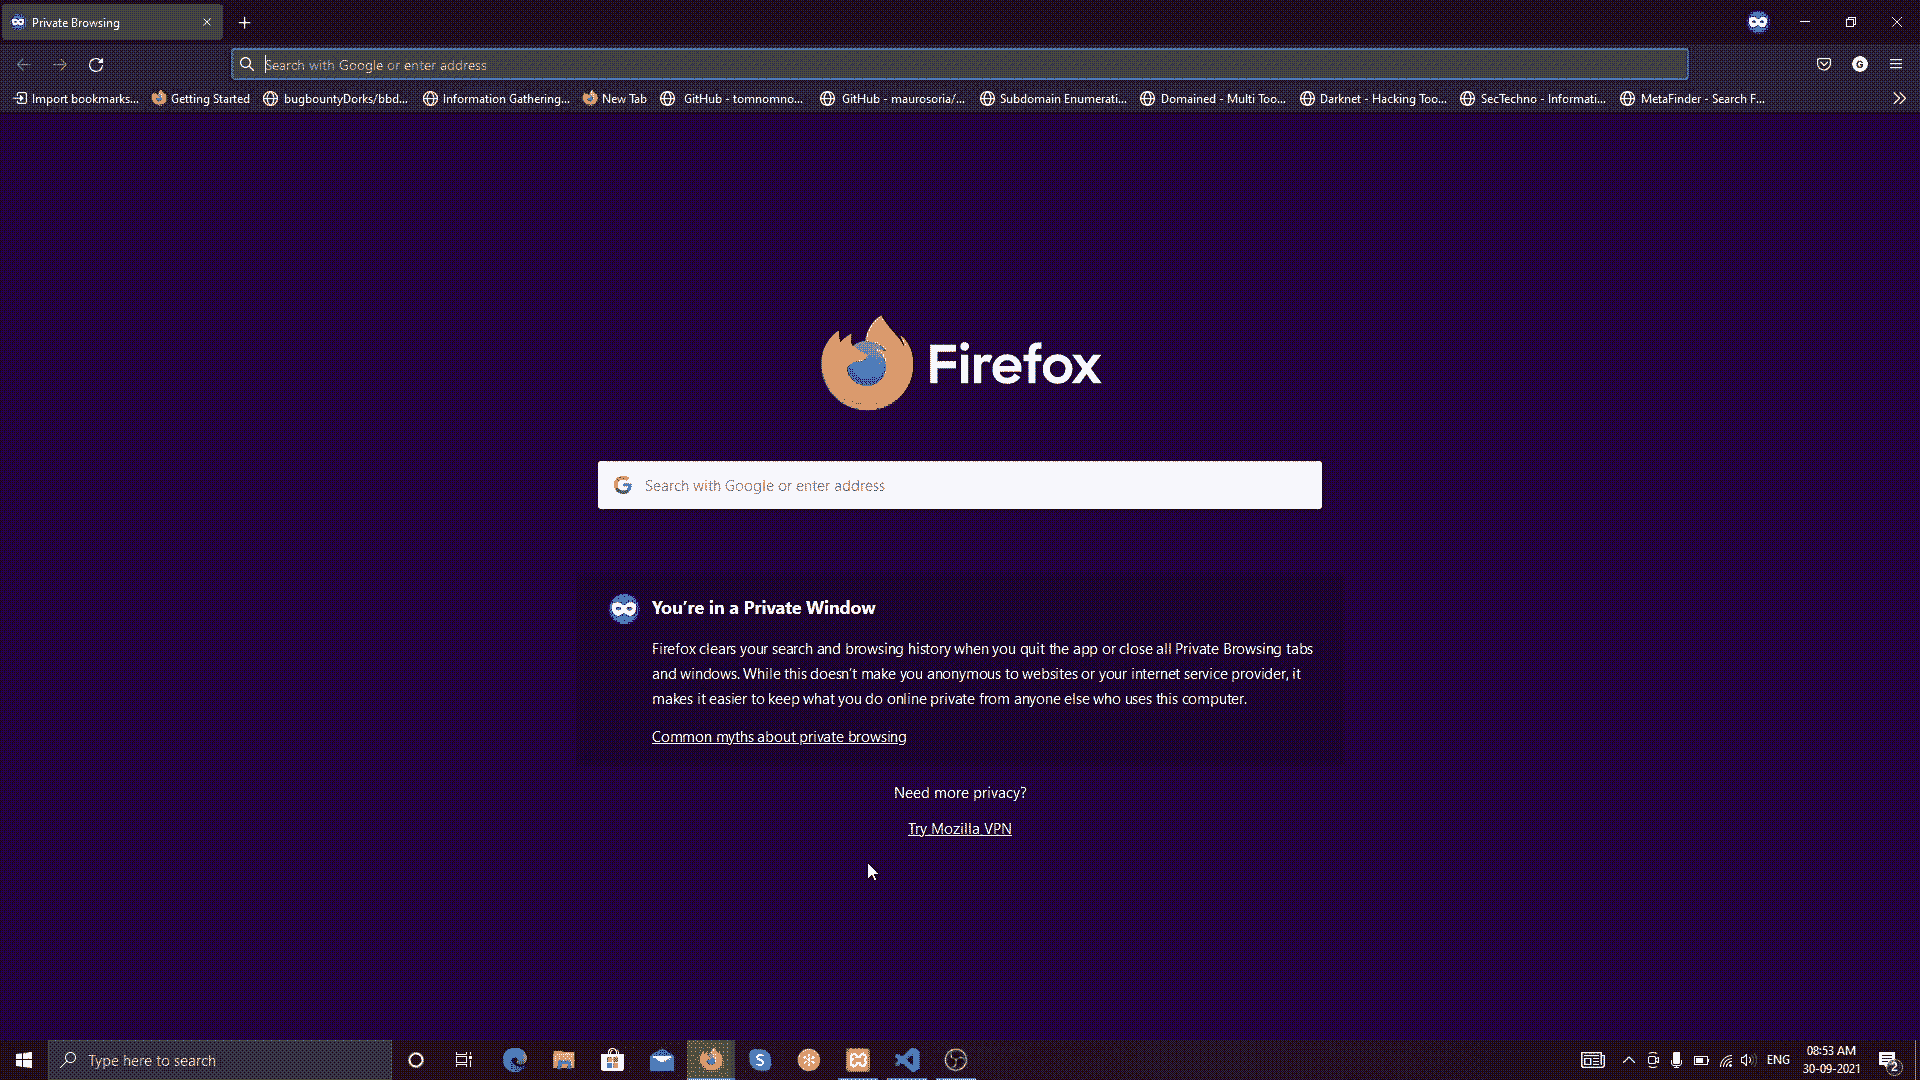 Private Browsing
Search with Google or enter address
Import bookmarks... Getting Started bugbountyDorks/bbd... Information Gathering... New Tab GitHub - tomnomno... GitHub - maurosoria/... Subdomain Enumerati... Domained - Multi Too... Darknet - Hacking Too... SecTechno - Informati... MetaFinder - Search F...
Firefox
Search with Google or enter address
You're in a Private Window
Firefox clears your search and browsing history when you quit the app or close all Private Browsing tabs
and windows. While this doesn't make you anonymous to websites or your internet service provider, it
makes it easier to keep what you do online private from anyone else who uses this computer.
Common myths about private browsing
Need more privacy?
Try Mozilla VPN
Type here to search
ENG
08:53 AM
30-09-2021
2